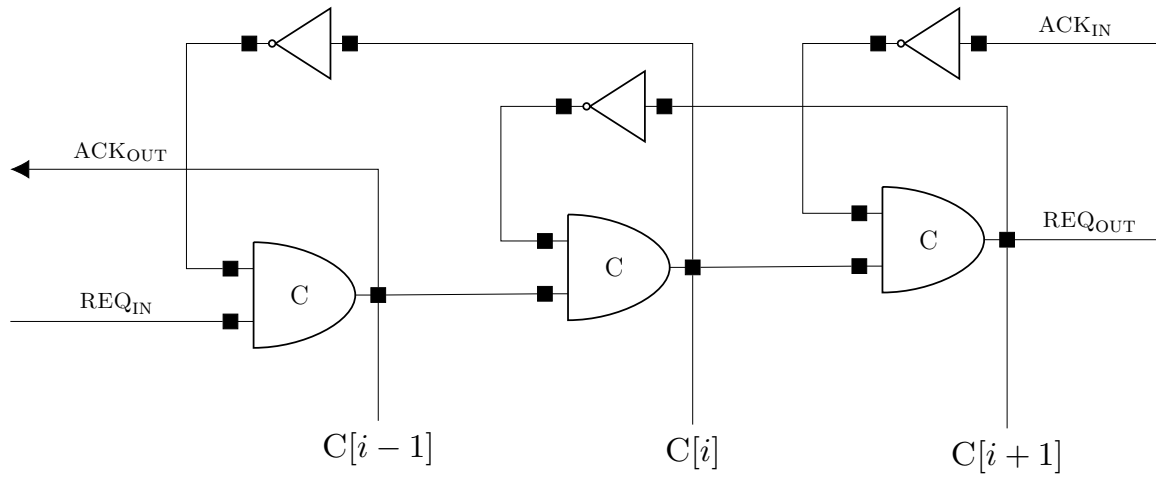 ACK_IN
ACK_OUT
REQ_OUT
C
C
C
REQ_IN
C[i − 1]
C[i]
C[i + 1]